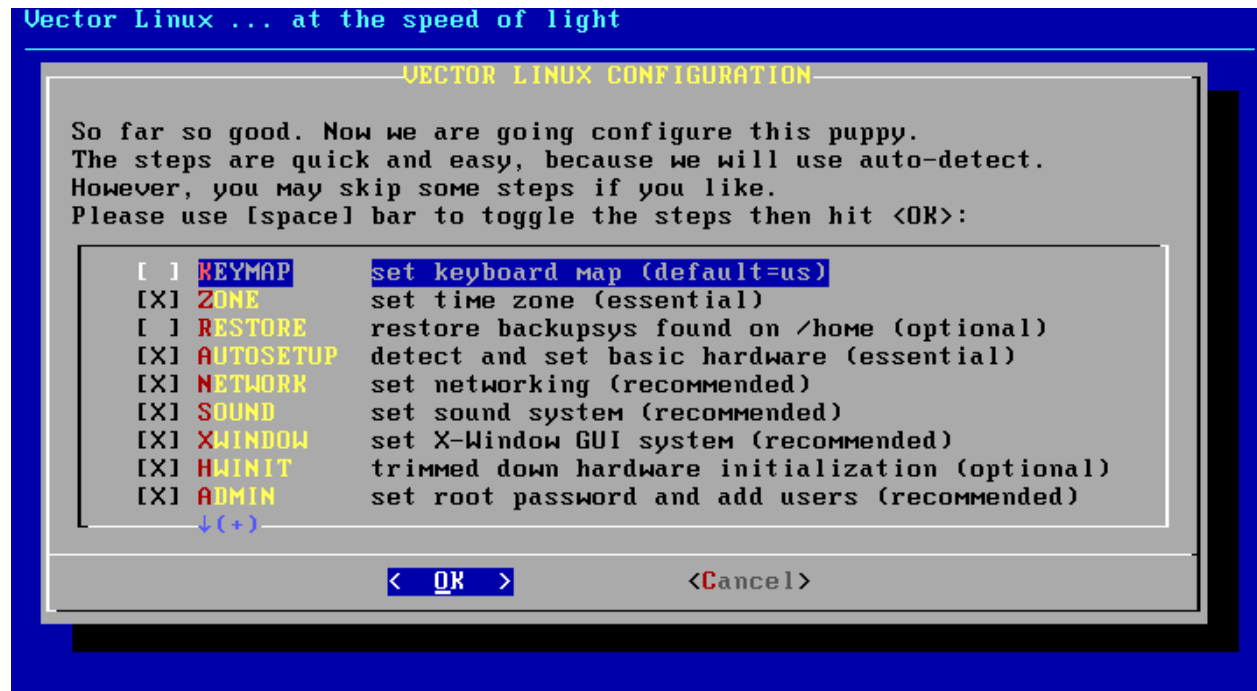 Vector Linux ... at the speed of light
VECTOR LINUX CONFIGURATION
So far so good. Now we are going configure this puppy.
The steps are quick and easy, because we will use auto-detect.
However, you may skip some steps if you like.
Please use [space] bar to toggle the steps then hit <OK>:
[ ] KEYMAP set keyboard map (default=us)
[X] ZONE set time zone (essential)
[ ] RESTORE restore backupsys found on /home (optional)
[X] AUTOSETUP detect and set basic hardware (essential)
[X] NETWORK set networking (recommended)
[X] SOUND set sound system (recommended)
[X] XWINDOW set X-Window GUI system (recommended)
[X] HWINIT trimmed down hardware initialization (optional)
[X] ADMIN set root password and add users (recommended)
↓(+)
< OK > <Cancel>